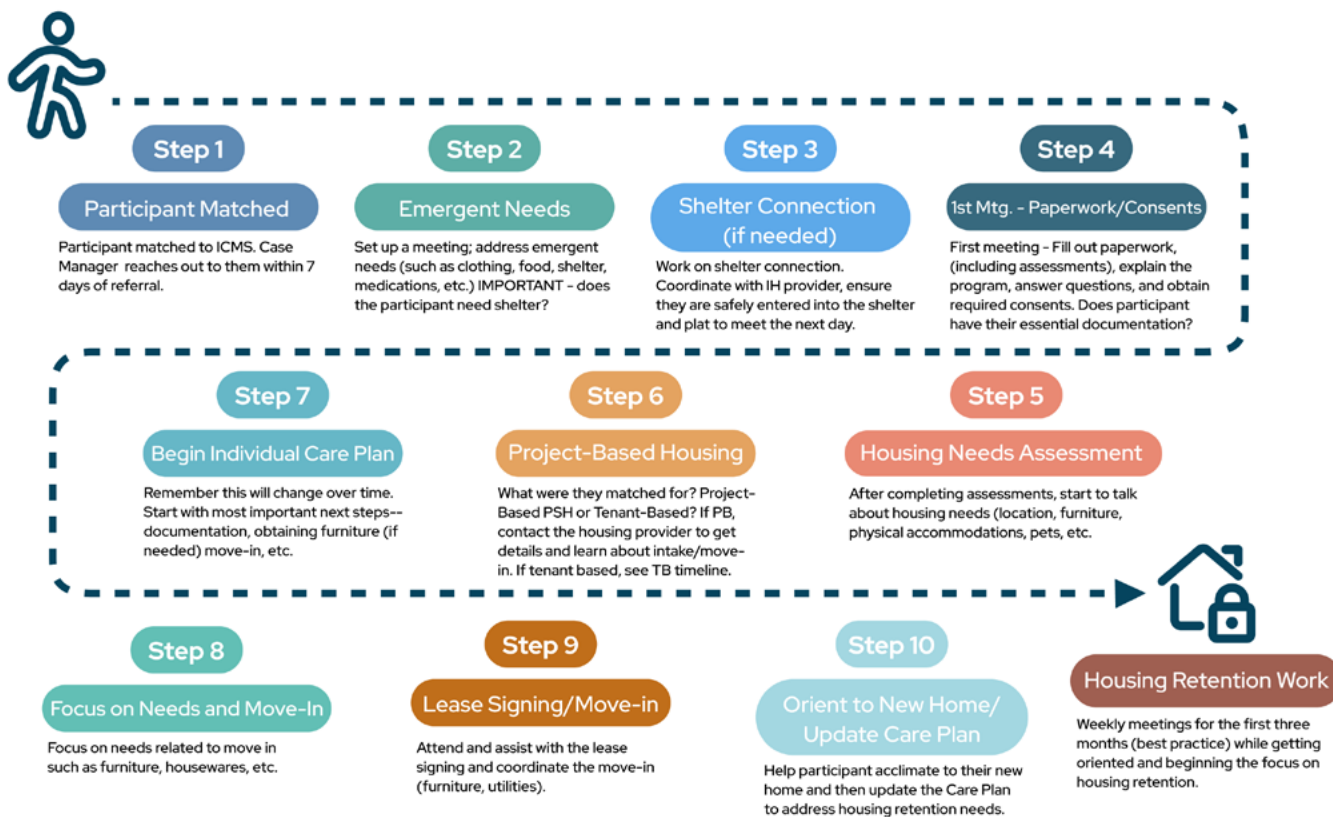 Step 1
Participant Matched
Participant matched to ICMS. Case
Manager reaches out to them within 7
days of referral.
Step 2
Emergent Needs
Set up a meeting; address emergent
needs (such as clothing, food, shelter,
medications, etc.) IMPORTANT - does
the participant need shelter?
Step 3
Shelter Connection
(if needed)
Work on shelter connection.
Coordinate with IH provider, ensure
they are safely entered into the shelter
and plat to meet the next day.
Step 4
1st Mtg. - Paperwork/Consents
First meeting - Fill out paperwork,
(including assessments), explain the
program, answer questions, and obtain
required consents. Does participant
have their essential documentation?
Step 5
Housing Needs Assessment
After completing assessments, start to talk
about housing needs (location, furniture,
physical accommodations, pets, etc.
Step 6
Project-Based Housing
What were they matched for? Project-
Based PSH or Tenant-Based? If PB,
contact the housing provider to get
details and learn about intake/move-
in. If tenant based, see TB timeline.
Step 7
Begin Individual Care Plan
Remember this will change over time.
Start with most important next steps--
documentation, obtaining furniture (if
needed) move-in, etc.
Step 8
Focus on Needs and Move-In
Focus on needs related to move in
such as furniture, housewares, etc.
Step 9
Lease Signing/Move-in
Attend and assist with the lease
signing and coordinate the move-in
(furniture, utilities).
Step 10
Orient to New Home/
Update Care Plan
Help participant acclimate to their new
home and then update the Care Plan
to address housing retention needs.
Housing Retention Work
Weekly meetings for the first three
months (best practice) while getting
oriented and beginning the focus on
housing retention.